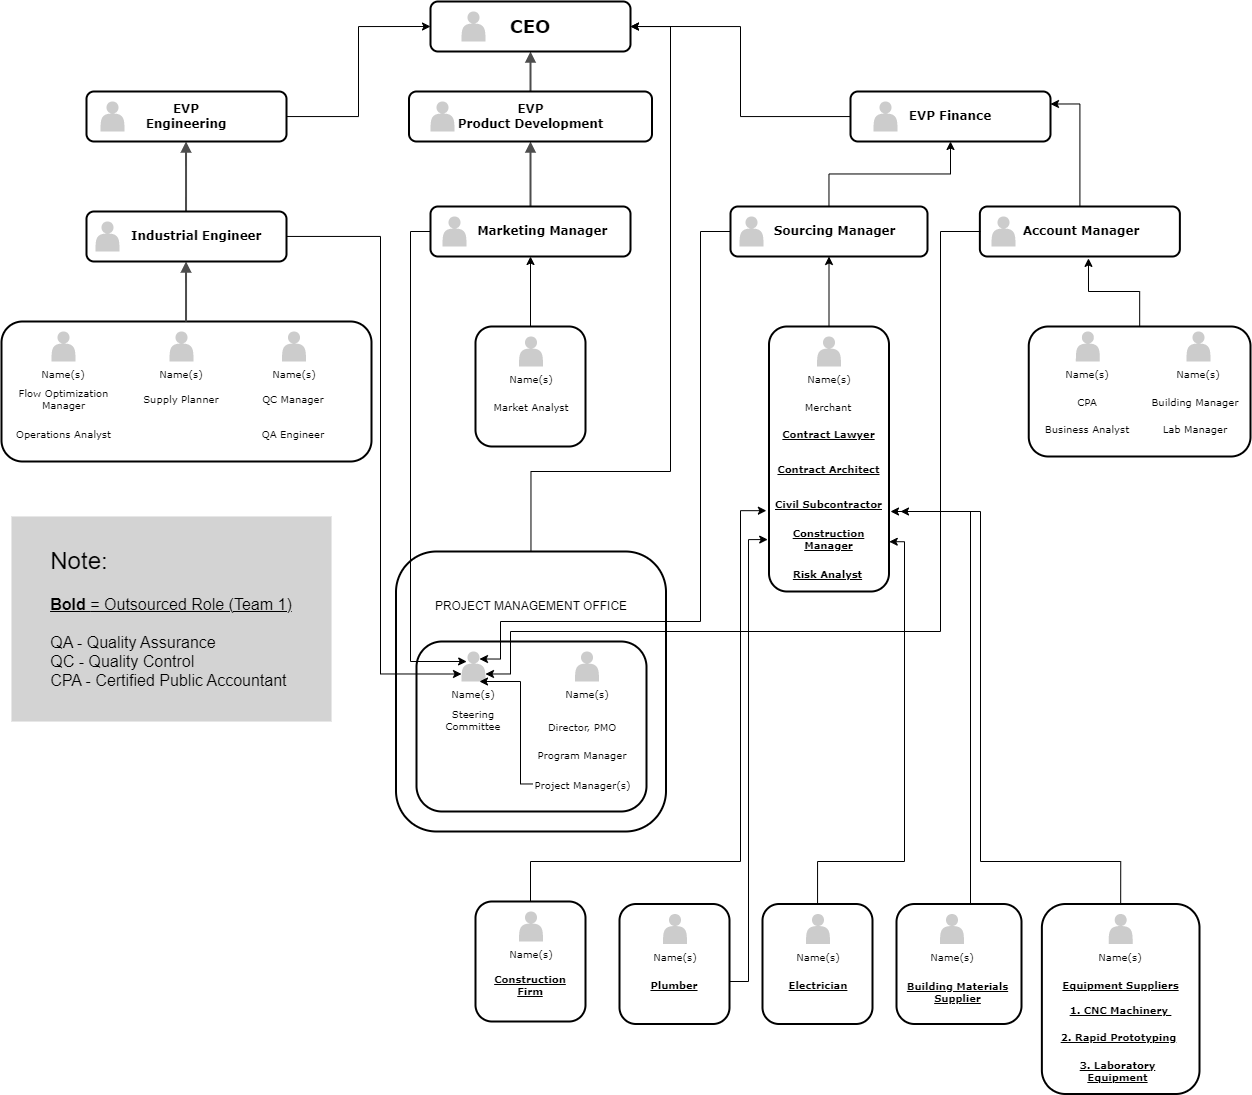 CEO
EVP
Engineering
EVP
Product Development
EVP Finance
Industrial Engineer
Marketing Manager
Sourcing Manager
Account Manager
Name(s)
Flow Optimization
Manager
Operations Analyst
Name(s)
Supply Planner
Name(s)
QC Manager
QA Engineer
Name(s)
Market Analyst
Name(s)
Merchant
Contract Lawyer
Contract Architect
Civil Subcontractor
Construction
Manager
Risk Analyst
Name(s)
CPA
Business Analyst
Name(s)
Building Manager
Lab Manager
Note:
Bold = Outsourced Role (Team 1)
QA - Quality Assurance
QC - Quality Control
CPA - Certified Public Accountant
PROJECT MANAGEMENT OFFICE
Name(s)
Steering
Committee
Name(s)
Director, PMO
Program Manager
Project Manager(s)
Name(s)
Construction
Firm
Name(s)
Plumber
Name(s)
Electrician
Name(s)
Building Materials
Supplier
Name(s)
Equipment Suppliers
1. CNC Machinery
2. Rapid Prototyping
3. Laboratory
Equipment